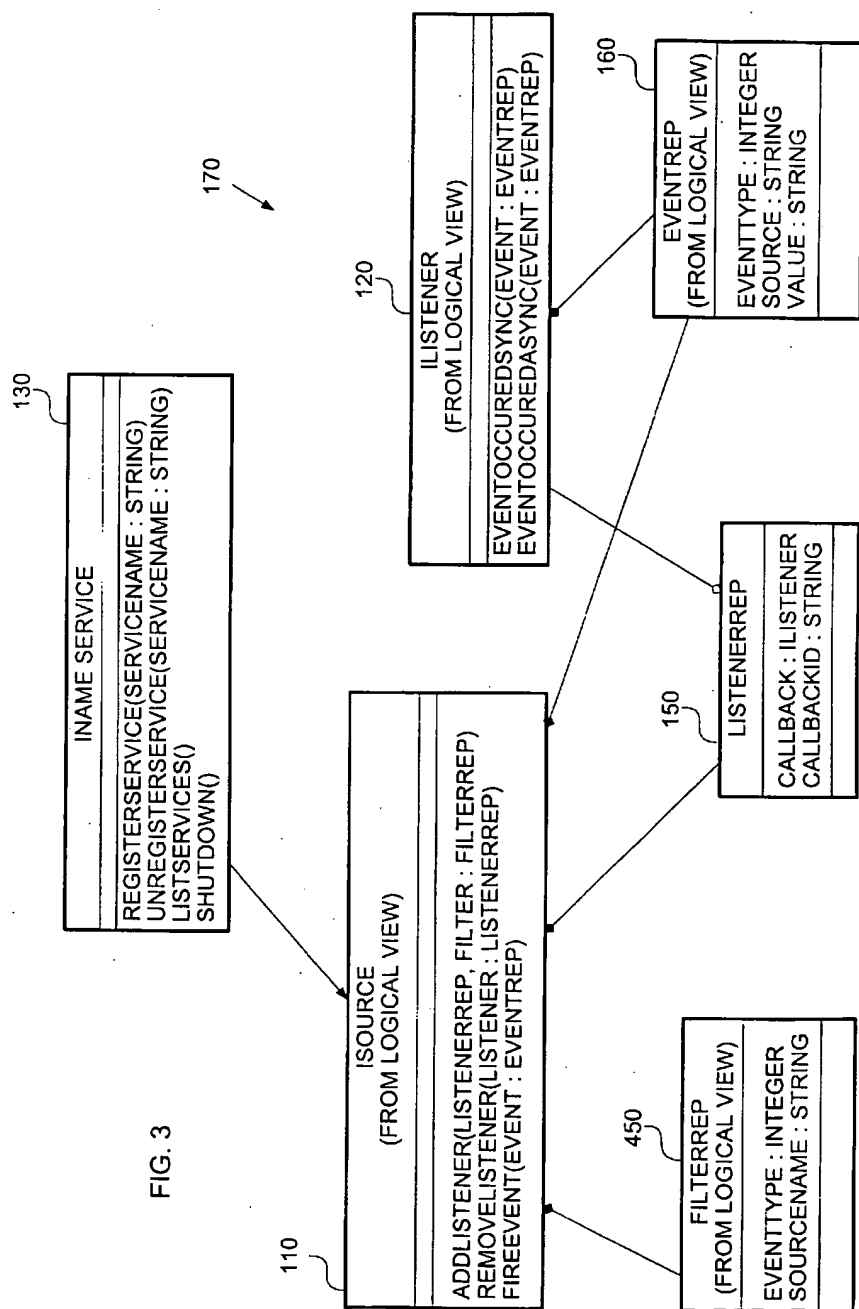 FIG. 3
170
130
INAME SERVICE
REGISTERSERVICE(SERVICENAME : STRING)
UNREGISTERSERVICE(SERVICENAME : STRING)
LISTSERVICES()
SHUTDOWN()
110
ISOURCE
(FROM LOGICAL VIEW)
ADDLISTENER(LISTENERREP, FILTER : FILTERREP)
REMOVELISTENER(LISTENER : LISTENERREP)
FIREEVENT(EVENT : EVENTREP)
120
ILISTENER
(FROM LOGICAL VIEW)
EVENTOCCUREDSYNC(EVENT : EVENTREP)
EVENTOCCUREDASYNC(EVENT : EVENTREP)
450
FILTERREP
(FROM LOGICAL VIEW)
EVENTTYPE : INTEGER
SOURCENAME : STRING
150
LISTENERREP
CALLBACK : ILISTENER
CALLBACKID : STRING
160
EVENTREP
(FROM LOGICAL VIEW)
EVENTTYPE : INTEGER
SOURCE : STRING
VALUE : STRING